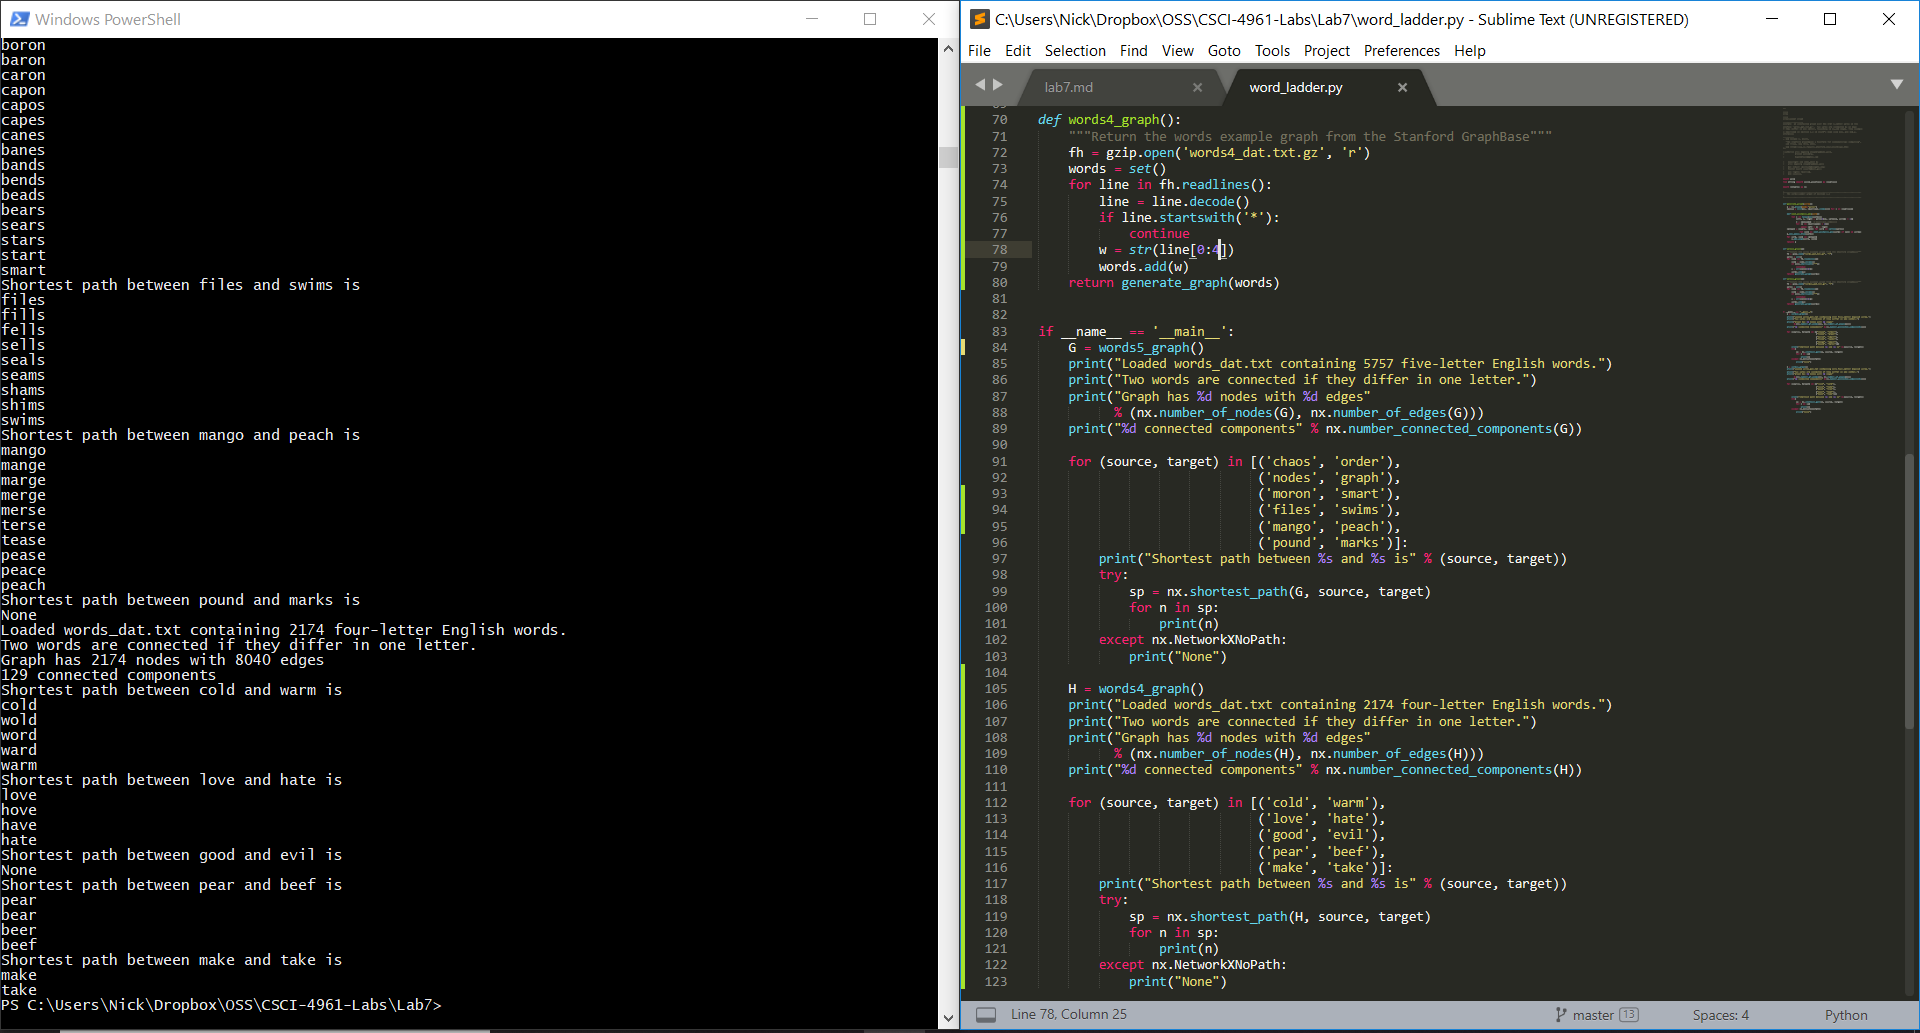 Windows PowerShell
boron
baron
caron
capon
capos
capes
canes
banes
bands
bends
beads
bears
sears
stars
start
smart
Shortest path between files and swims is
files
fills
fells
sells
seals
seams
shams
shims
swims
Shortest path between mango and peach is
mango
mange
marge
merge
merse
terse
tease
pease
peace
peach
Shortest path between pound and marks is
None
Loaded words_dat.txt containing 2174 four-letter English words.
Two words are connected if they differ in one letter.
Graph has 2174 nodes with 8040 edges
129 connected components
Shortest path between cold and warm is
cold
wold
word
ward
warm
Shortest path between love and hate is
love
hove
have
hate
Shortest path between good and evil is
None
Shortest path between pear and beef is
pear
bear
beer
beef
Shortest path between make and take is
make
take
PS C:\Users\Nick\Dropbox\OSS\CSCI-4961-Labs\Lab7>
C:\Users\Nick\Dropbox\OSS\CSCI-4961-Labs\Lab7\word_ladder.py - Sublime Text (UNREGISTERED)
File Edit Selection Find View Goto Tools Project Preferences Help
lab7.md word_ladder.py
70 def words4_graph():
71     """Return the words example graph from the Stanford GraphBase"""
72     fh = gzip.open('words4_dat.txt.gz', 'r')
73     words = set()
74     for line in fh.readlines():
75         line = line.decode()
76         if line.startswith('*'):
77             continue
78         w = str(line[0:4])
79         words.add(w)
80     return generate_graph(words)
81
82
83 if __name__ == '__main__':
84     G = words5_graph()
85     print("Loaded words_dat.txt containing 5757 five-letter English words.")
86     print("Two words are connected if they differ in one letter.")
87     print("Graph has %d nodes with %d edges"
88           % (nx.number_of_nodes(G), nx.number_of_edges(G)))
89     print("%d connected components" % nx.number_connected_components(G))
90
91     for (source, target) in [('chaos', 'order'),
92                              ('nodes', 'graph'),
93                              ('moron', 'smart'),
94                              ('files', 'swims'),
95                              ('mango', 'peach'),
96                              ('pound', 'marks')]:
97         print("Shortest path between %s and %s is" % (source, target))
98         try:
99             sp = nx.shortest_path(G, source, target)
100             for n in sp:
101                 print(n)
102         except nx.NetworkXNoPath:
103             print("None")
104
105     H = words4_graph()
106     print("Loaded words_dat.txt containing 2174 four-letter English words.")
107     print("Two words are connected if they differ in one letter.")
108     print("Graph has %d nodes with %d edges"
109           % (nx.number_of_nodes(H), nx.number_of_edges(H)))
110     print("%d connected components" % nx.number_connected_components(H))
111
112     for (source, target) in [('cold', 'warm'),
113                              ('love', 'hate'),
114                              ('good', 'evil'),
115                              ('pear', 'beef'),
116                              ('make', 'take')]:
117         print("Shortest path between %s and %s is" % (source, target))
118         try:
119             sp = nx.shortest_path(H, source, target)
120             for n in sp:
121                 print(n)
122         except nx.NetworkXNoPath:
123             print("None")
Line 78, Column 25 master 13 Spaces: 4 Python